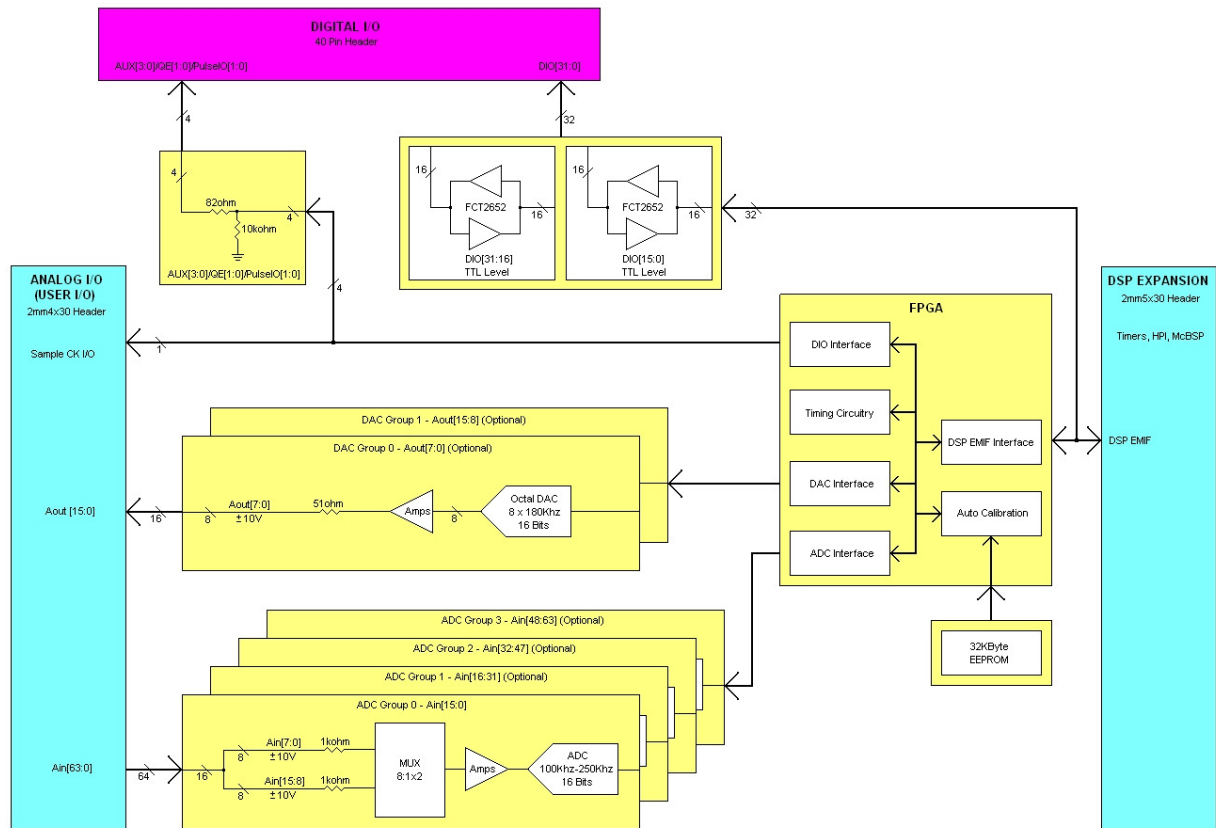 DIGITAL I/O
40 Pin Header
AUX[3:0]/QE[1:0]/PulseIO[1:0]
DIO[31:0]
4
32
4
82ohm
4
10kohm
AUX[3:0]/QE[1:0]/PulseIO[1:0]
16
FCT2652
16
DIO[31:16]
TTL Level
16
FCT2652
16
DIO[15:0]
TTL Level
32
4
ANALOG I/O
(USER I/O)
2mm4x30 Header
Sample CK I/O
1
Aout [15:0]
16
Ain[63:0]
64
FPGA
DIO Interface
Timing Circuitry
DAC Interface
ADC Interface
DSP EMIF Interface
Auto Calibration
32KByte
EEPROM
DSP EXPANSION
2mm5x30 Header
Timers, HPI, McBSP
DSP EMIF
DAC Group 1 - Aout[15:8] (Optional)
DAC Group 0 - Aout[7:0] (Optional)
8
Aout[7:0]
±10V
51ohm
Amps
8
Octal DAC
8 x 180Khz
16 Bits
ADC Group 3 - Ain[48:63] (Optional)
ADC Group 2 - Ain[32:47] (Optional)
ADC Group 1 - Ain[16:31] (Optional)
ADC Group 0 - Ain[15:0]
16
8
Ain[7:0]
±10V
1kohm
8
Ain[15:8]
±10V
1kohm
MUX
8:1x2
Amps
ADC
100Khz-250Khz
16 Bits